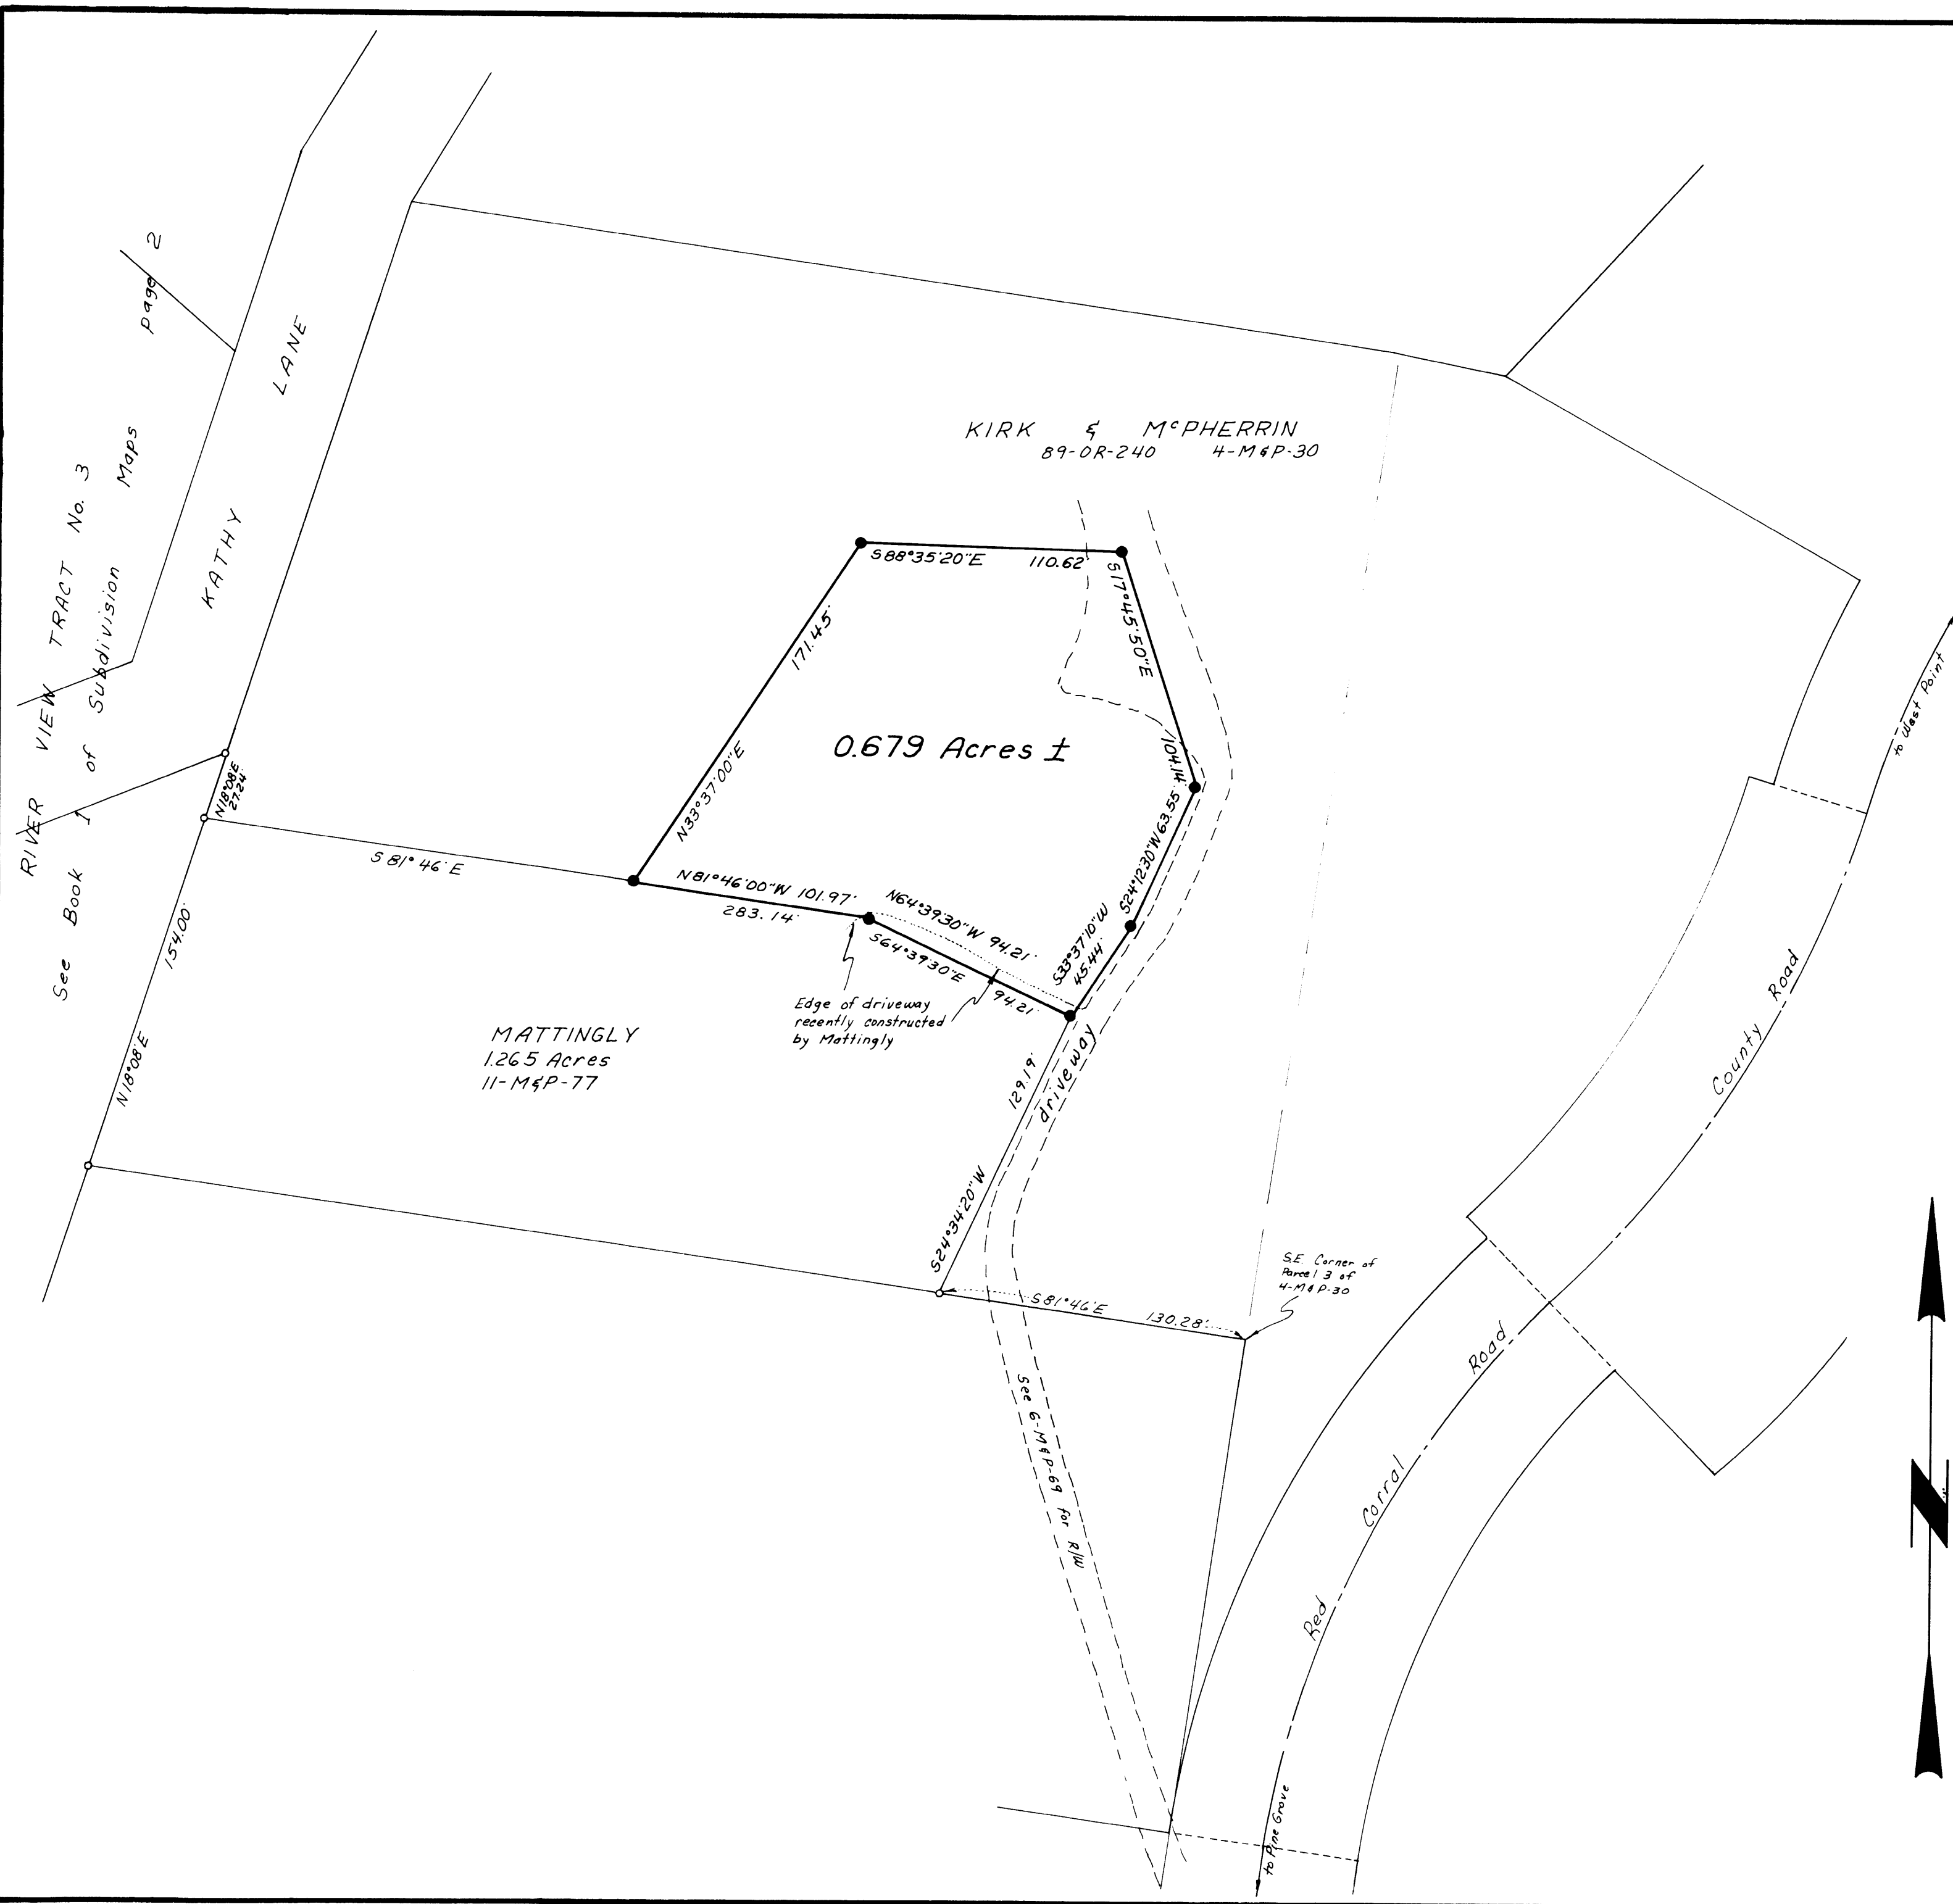 RIVER VIEW TRACT No. 3
See Book 1 of Subdivision Maps page 2
KATHY LANE
KIRK & McPHERRIN
89-OR-240 4-M&P-30
S88°35'20"E 110.62'
S17°45'50"E 104.14'
171.45'
N33°37'00"E
0.679 Acres ±
S24°12'30"W 63.55'
S33°37'10"W
45.44'
N18°08'E
27.24'
S 81°46' E
N81°46'00"W 101.97'
283.14'
N64°39'30"W 94.21'
S64°39'30"E
94.21'
Edge of driveway
recently constructed
by Mattingly
154.00'
N18°08'E
MATTINGLY
1.265 Acres
11-M&P-77
129.19'
S24°34'20"W
driveway
S81°46'E 130.28'
S.E. Corner of
Parcel 3 of
4-M&P-30
See 6-M&P-69 for R/W
Red Corral Road
County Road
to West Point
to Pine Grove
N